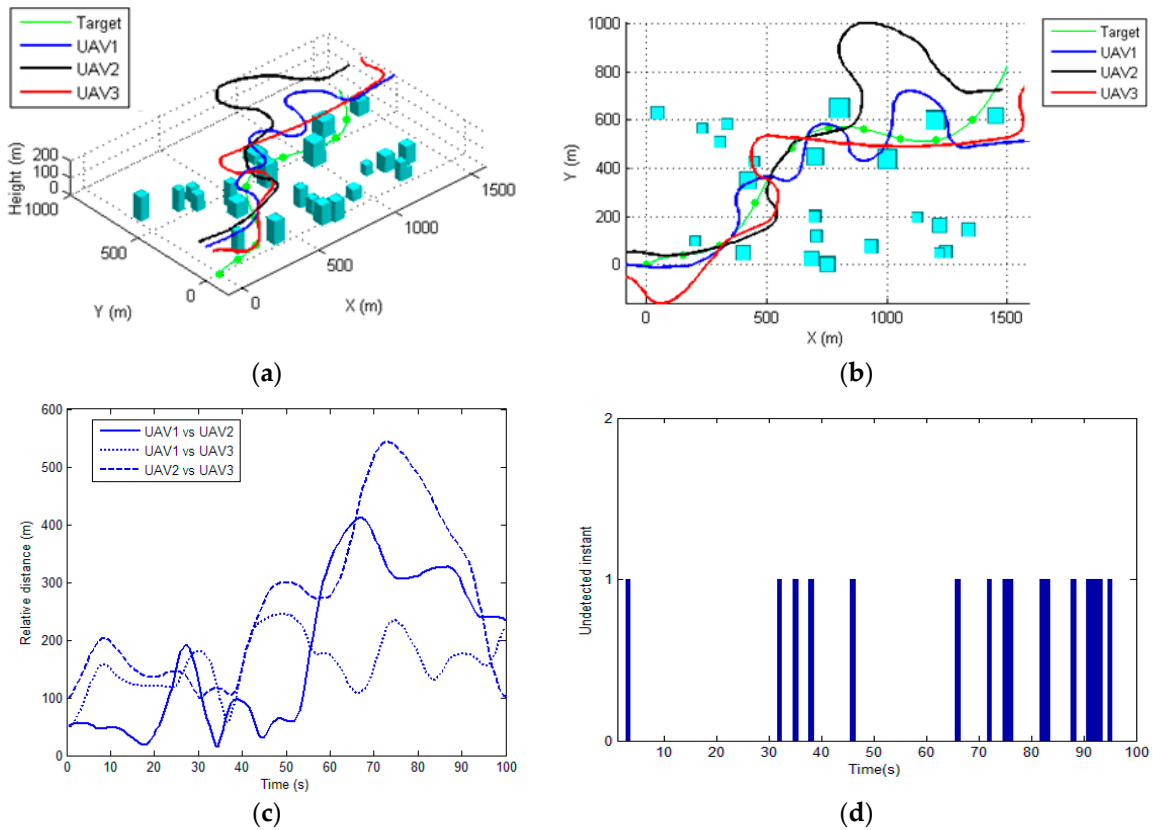 Target
UAV1
UAV2
UAV3
Height (m)
200
100
0
1000
500
0
Y (m)
0
500
1000
1500
X (m)
(a)
Target
UAV1
UAV2
UAV3
1000
800
600
400
200
0
Y (m)
0
500
1000
1500
X (m)
(b)
UAV1 vs UAV2
UAV1 vs UAV3
UAV2 vs UAV3
600
500
400
300
200
100
0
Relative distance (m)
0 10 20 30 40 50 60 70 80 90 100
Time (s)
(c)
2
1
0
Undetected instant
10 20 30 40 50 60 70 80 90 100
Time(s)
(d)